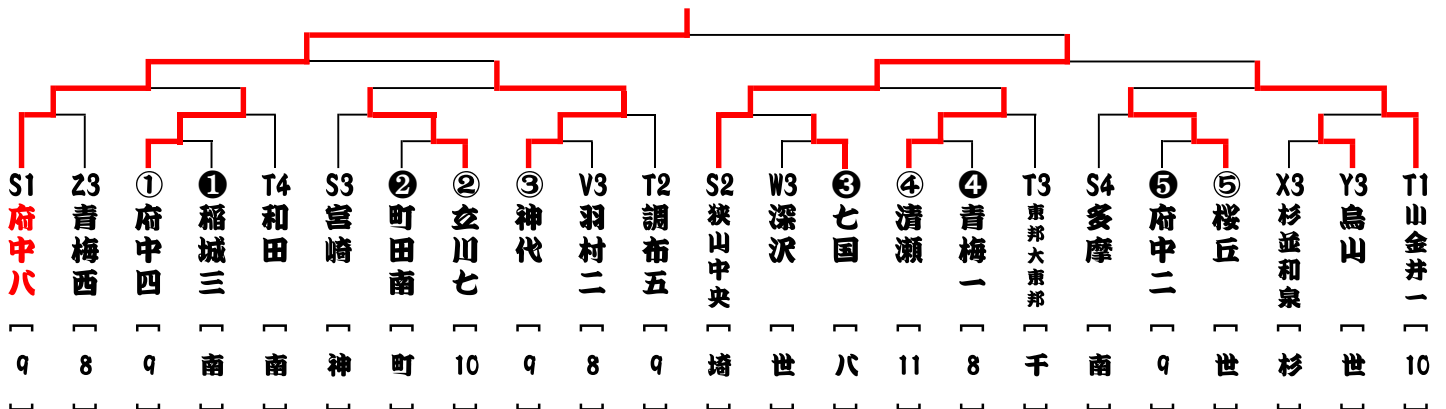 S1 Z3 ① ❶ T4 S3 ❷ ② ③ V3 T2 S2 W3 ❸ ④ ❹ T3 S4 ❺ ⑤ X3 Y3 T1
府中八 青梅西 府中四 稲城三 和田 宮崎 町田南 立川七 神代 羽村二 調布五 狭山中央 深沢 七国 清瀬 青梅一 東邦大東邦 多摩 府中二 桜丘 杉並和泉 烏山 小金井一
9 8 9 南 南 神 町 10 9 8 9 埼 世 八 11 8 千 南 9 世 杉 世 10